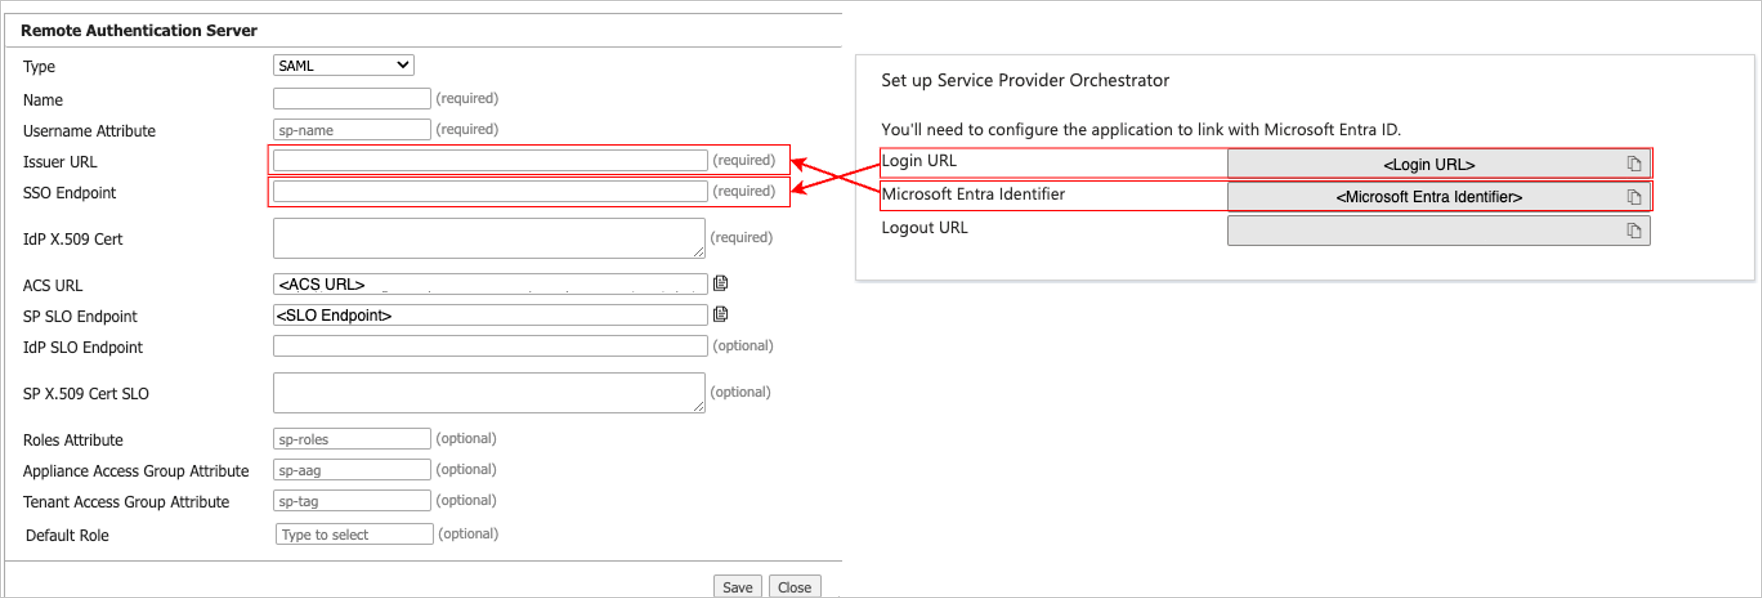 Remote Authentication Server
Type
SAML
Name
(required)
Username Attribute
sp-name
(required)
Issuer URL
(required)
SSO Endpoint
(required)
IdP X.509 Cert
(required)
ACS URL
<ACS URL>
SP SLO Endpoint
<SLO Endpoint>
IdP SLO Endpoint
(optional)
SP X.509 Cert SLO
(optional)
Roles Attribute
sp-roles
(optional)
Appliance Access Group Attribute
sp-aag
(optional)
Tenant Access Group Attribute
sp-tag
(optional)
Default Role
Type to select
(optional)
Save
Close
Set up Service Provider Orchestrator
You'll need to configure the application to link with Microsoft Entra ID.
Login URL
<Login URL>
Microsoft Entra Identifier
<Microsoft Entra Identifier>
Logout URL